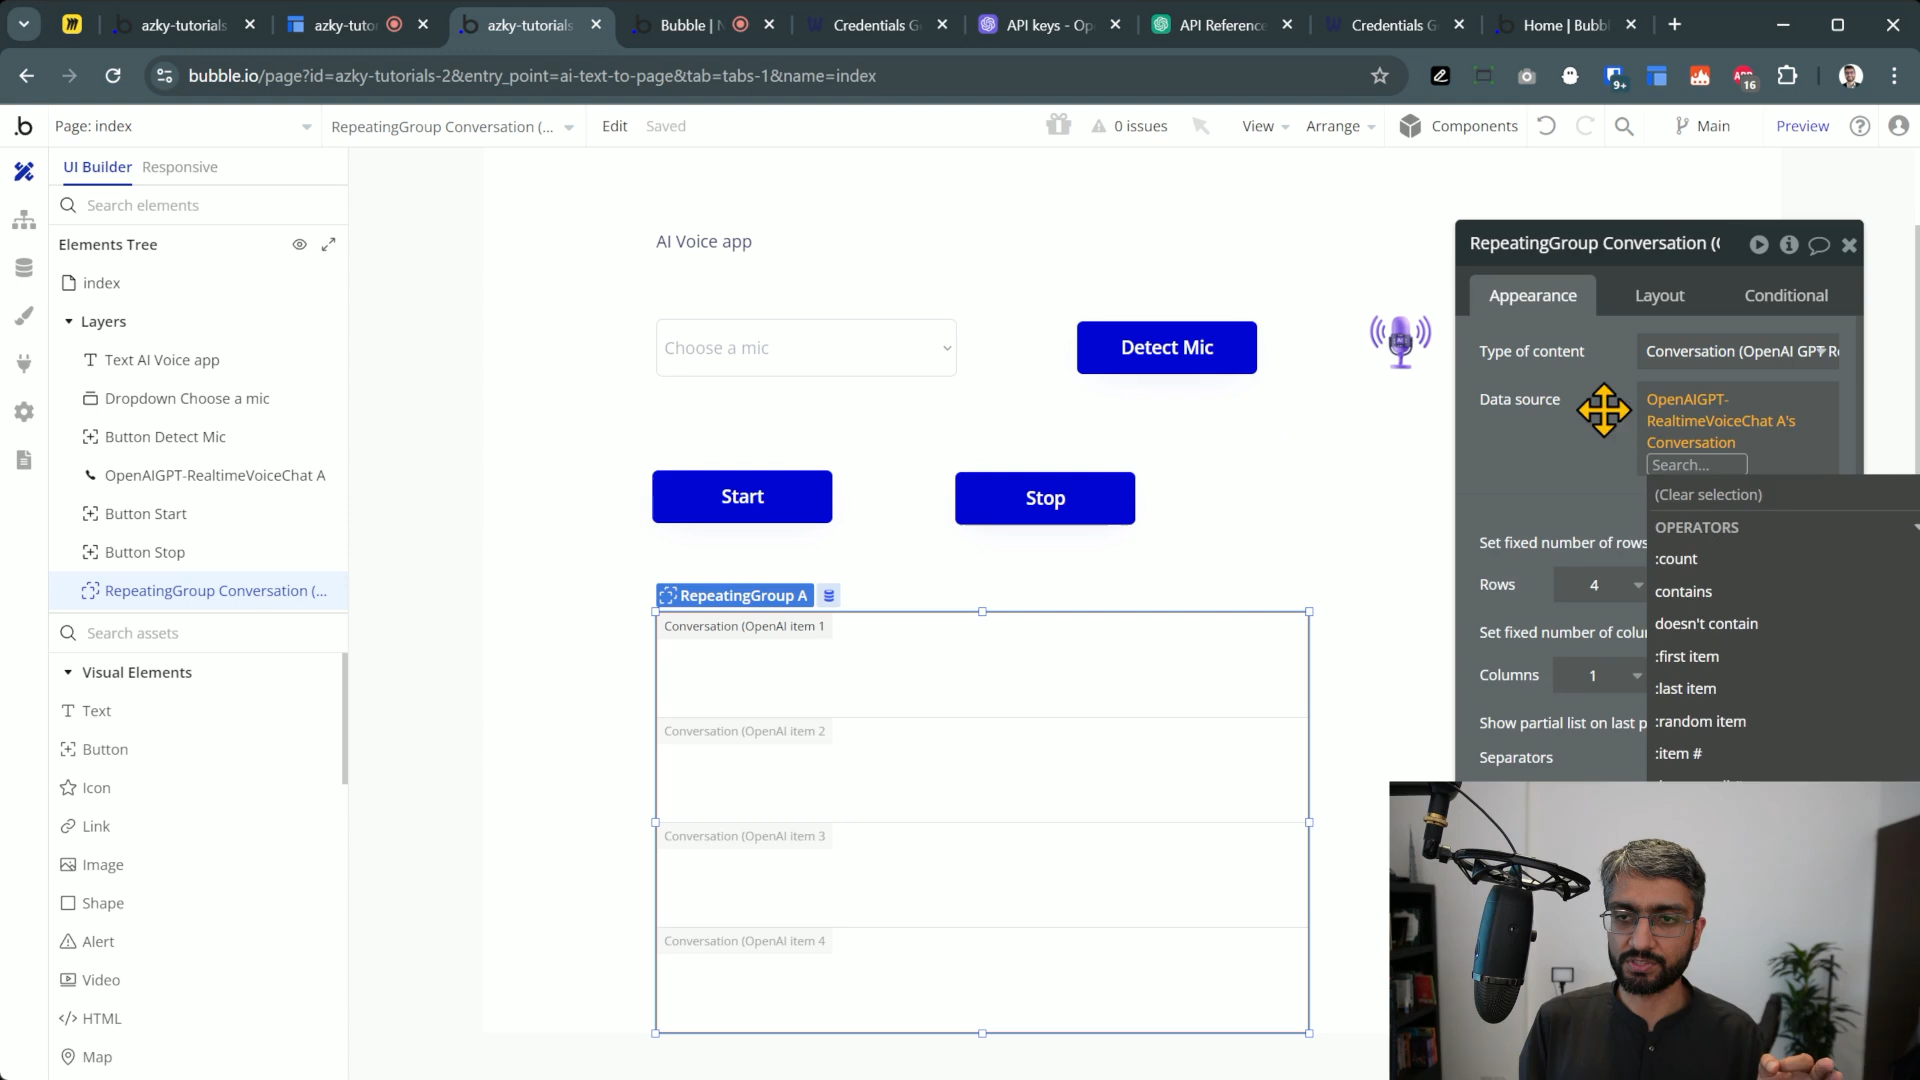 azky-tutorials
azky-tuto
azky-tutorials
Bubble | N
Credentials G
API keys - Op
API Reference
Credentials G
Home | Bubbl
bubble.io/page?id=azky-tutorials-2&entry_point=ai-text-to-page&tab=tabs-1&name=index
9+
16
Page: index
RepeatingGroup Conversation (...
Edit
Saved
0 issues
View
Arrange
Components
Main
Preview
UI Builder
Responsive
Search elements
Elements Tree
index
Layers
Text AI Voice app
Dropdown Choose a mic
Button Detect Mic
OpenAIGPT-RealtimeVoiceChat A
Button Start
Button Stop
RepeatingGroup Conversation (...
Search assets
Visual Elements
Text
Button
Icon
Link
Image
Shape
Alert
Video
HTML
Map
AI Voice app
Choose a mic
Detect Mic
Start
Stop
RepeatingGroup A
Conversation (OpenAI item 1
Conversation (OpenAI item 2
Conversation (OpenAI item 3
Conversation (OpenAI item 4
RepeatingGroup Conversation (
Appearance
Layout
Conditional
Type of content
Conversation (OpenAI GPT R
Data source
OpenAIGPT-
RealtimeVoiceChat A's
Conversation
Search...
(Clear selection)
OPERATORS
:count
contains
doesn't contain
:first item
:last item
:random item
:item #
Set fixed number of rows
Rows
4
Set fixed number of colu
Columns
1
Show partial list on last p
Separators